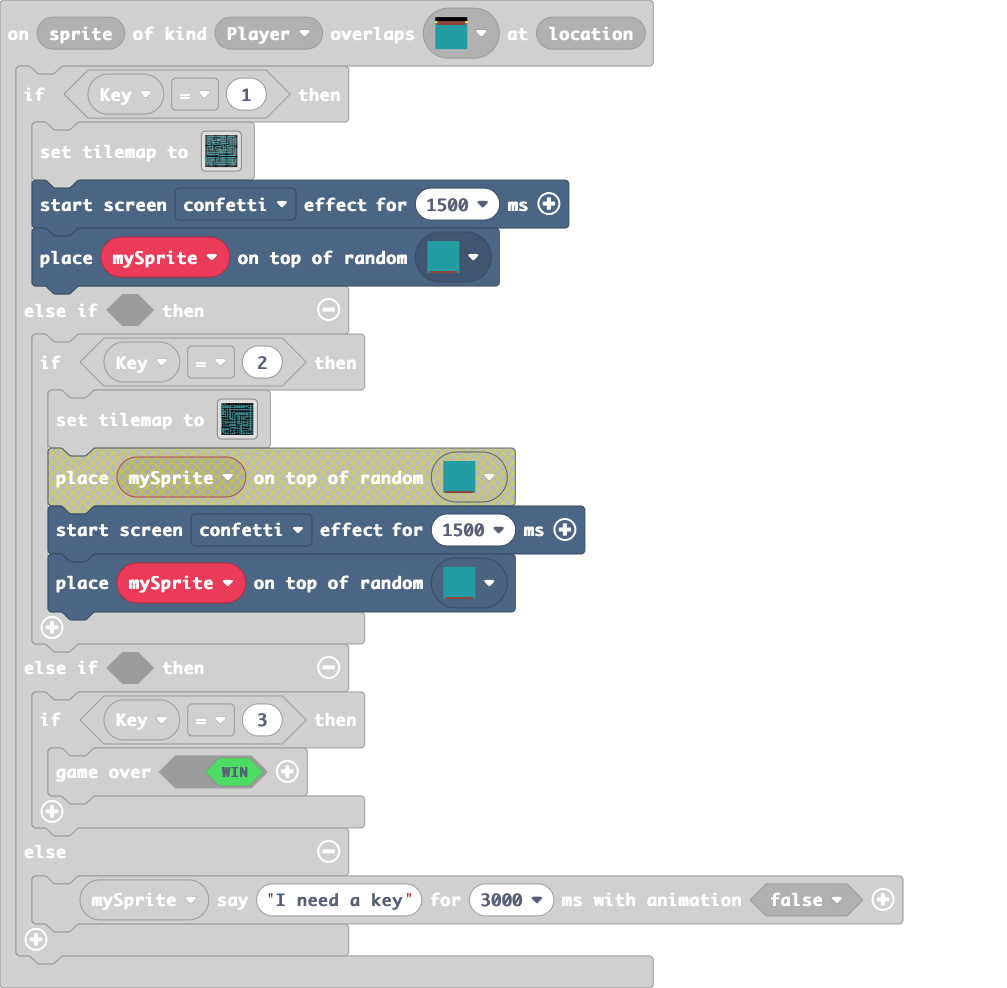 on sprite of kind Player overlaps at location
if Key = 1 then
set tilemap to
start screen confetti effect for 1500 ms
place mySprite on top of random
else if then
if Key = 2 then
set tilemap to
place mySprite on top of random
start screen confetti effect for 1500 ms
place mySprite on top of random
else if then
if Key = 3 then
game over WIN
else
mySprite say "I need a key" for 3000 ms with animation false